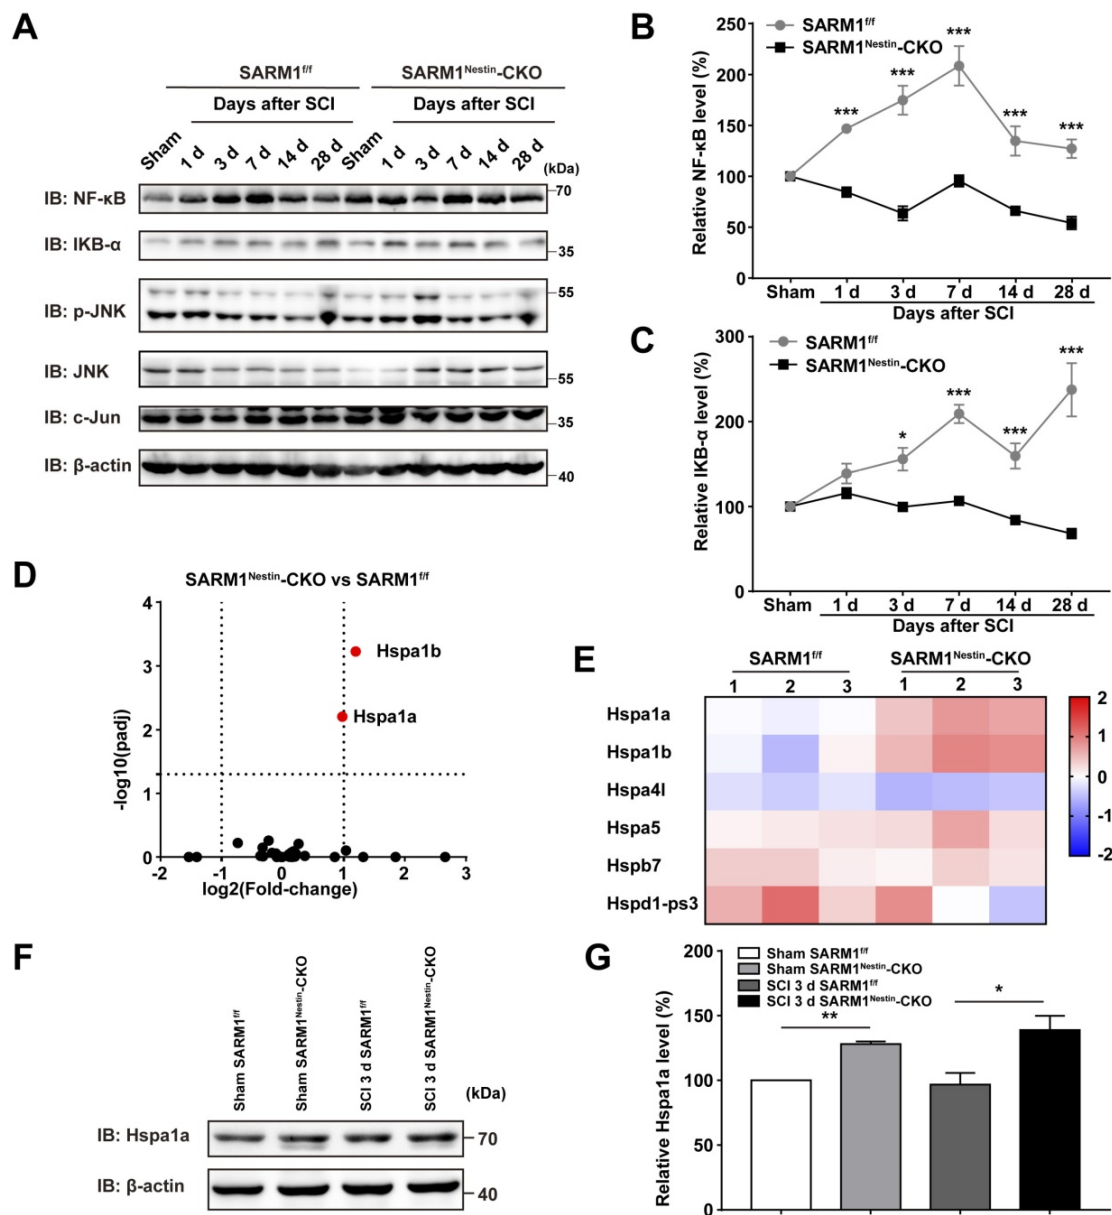 A
SARM1f/f SARM1Nestin-CKO
Days after SCI Days after SCI
Sham 1 d 3 d 7 d 14 d 28 d Sham 1 d 3 d 7 d 14 d 28 d (kDa)
IB: NF-κB 70
IB: IKB-α 35
IB: p-JNK 55
IB: JNK 55
IB: c-Jun 35
IB: β-actin 40
B
SARM1f/f
SARM1Nestin-CKO
Relative NF-κB level (%)
250
200
150
100
50
0
*** *** *** *** ***
Sham 1 d 3 d 7 d 14 d 28 d
Days after SCI
C
SARM1f/f
SARM1Nestin-CKO
Relative IKB-α level (%)
300
200
100
0
* *** *** ***
Sham 1 d 3 d 7 d 14 d 28 d
Days after SCI
D
SARM1Nestin-CKO vs SARM1f/f
-log10(padj)
4
3
2
1
0
Hspa1b
Hspa1a
-2 -1 0 1 2 3
log2(Fold-change)
E
SARM1f/f SARM1Nestin-CKO
1 2 3 1 2 3
Hspa1a
Hspa1b
Hspa4l
Hspa5
Hspb7
Hspd1-ps3
2
1
0
-1
-2
F
Sham SARM1f/f
Sham SARM1Nestin-CKO
SCI 3 d SARM1f/f
SCI 3 d SARM1Nestin-CKO
(kDa)
IB: Hspa1a 70
IB: β-actin 40
G
Sham SARM1f/f
Sham SARM1Nestin-CKO
SCI 3 d SARM1f/f
SCI 3 d SARM1Nestin-CKO
Relative Hspa1a level (%)
200
150
100
50
0
** *